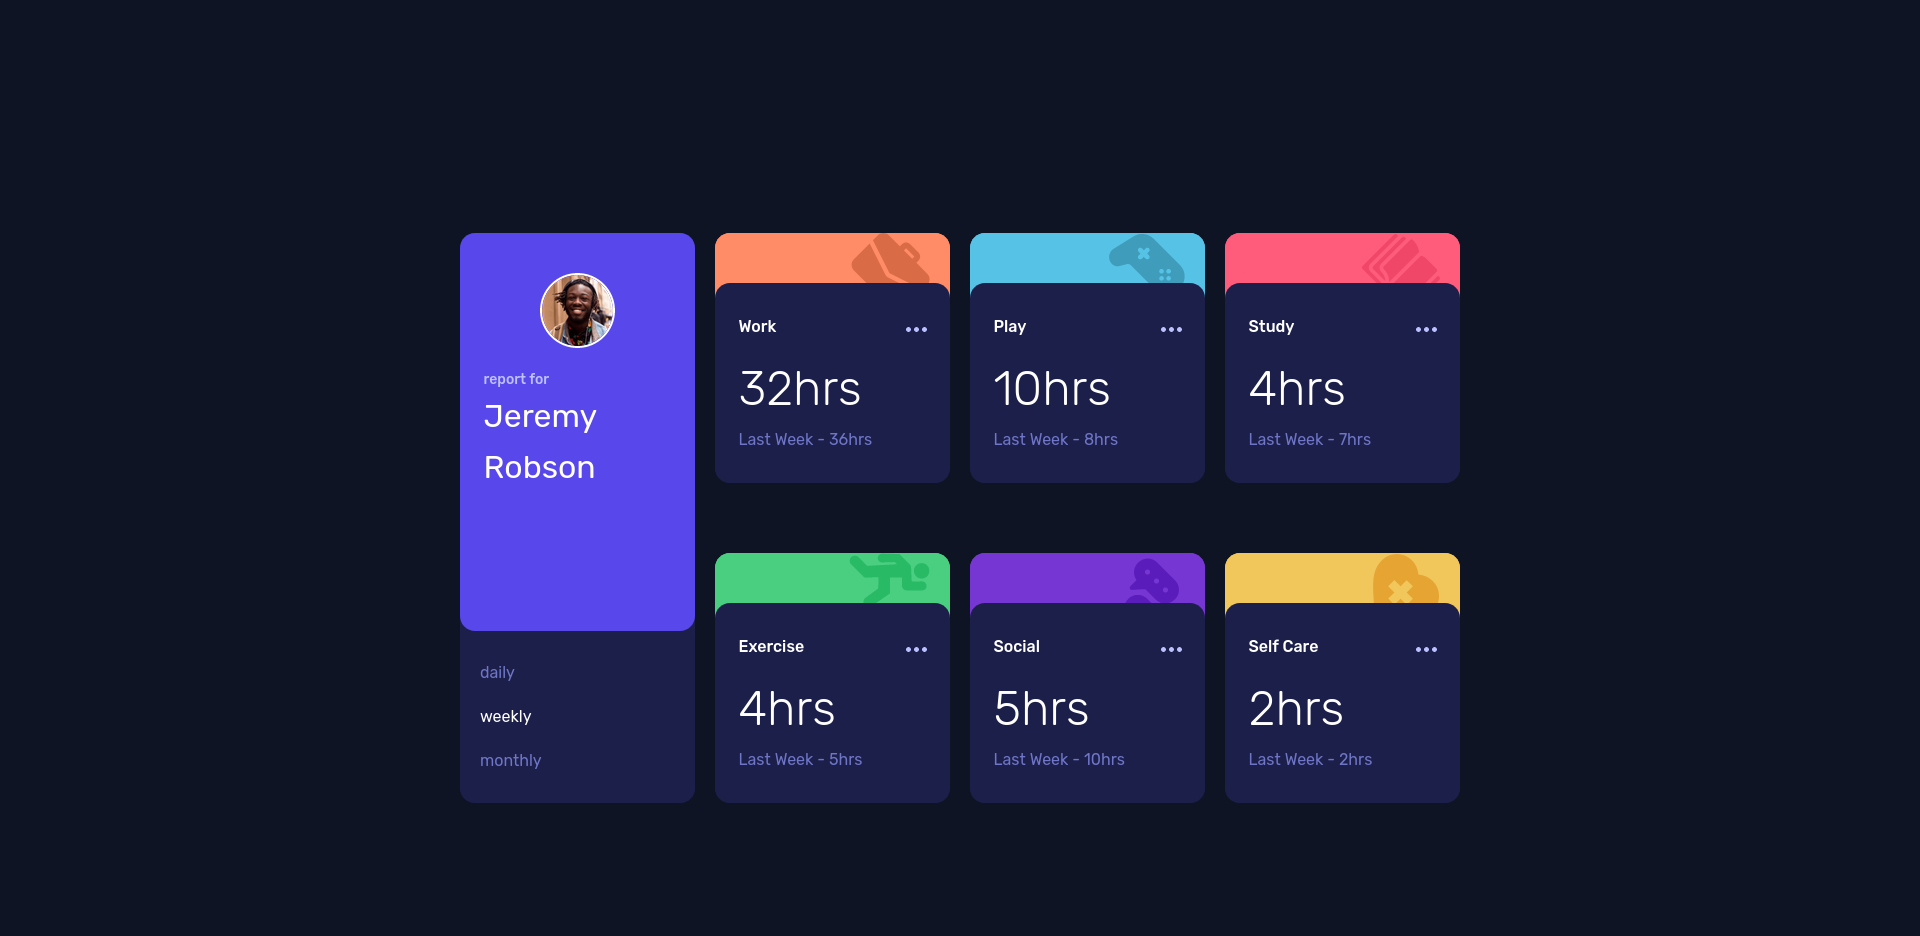 report for
Jeremy
Robson
daily
weekly
monthly
Work
32hrs
Last Week - 36hrs
Play
10hrs
Last Week - 8hrs
Study
4hrs
Last Week - 7hrs
Exercise
4hrs
Last Week - 5hrs
Social
5hrs
Last Week - 10hrs
Self Care
2hrs
Last Week - 2hrs